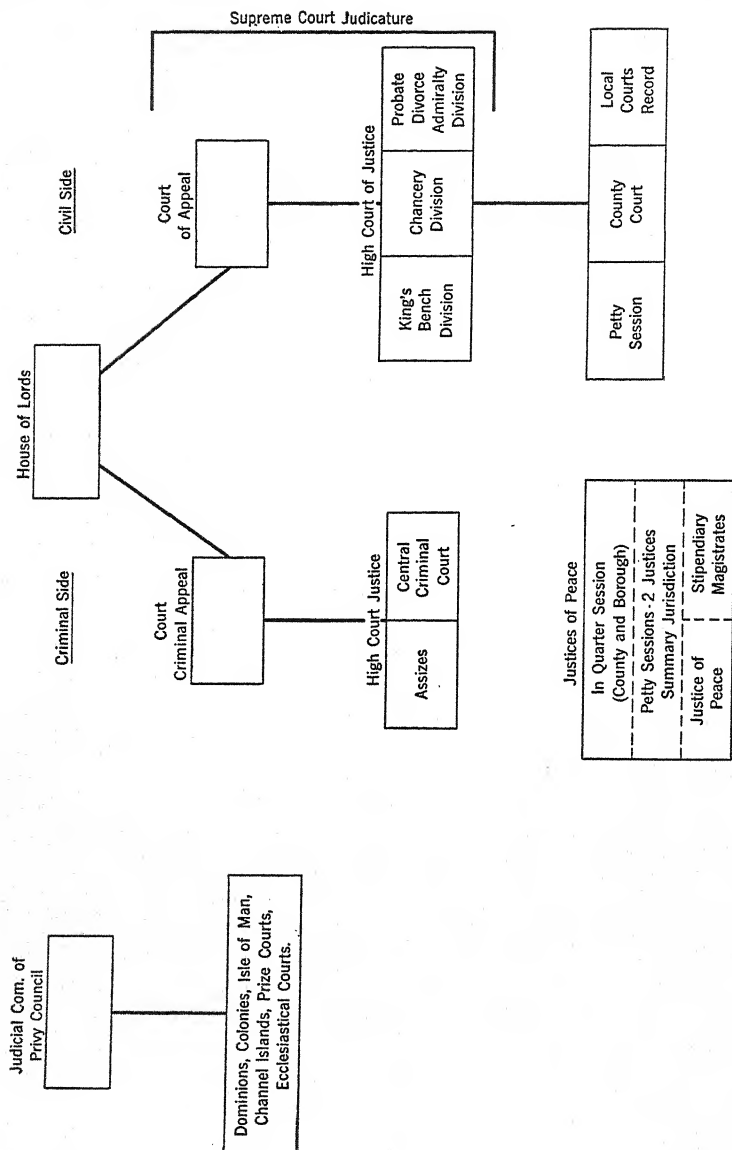 Judicial Com. of
Privy Council
Dominions, Colonies, Isle of Man,
Channel Islands, Prize Courts,
Ecclesiastical Courts.
House of Lords
Criminal Side
Court
Criminal Appeal
High Court Justice
Assizes
Central
Criminal
Court
Justices of Peace
In Quarter Session
(County and Borough)
Petty Sessions - 2 Justices
Summary Jurisdiction
Justice of
Peace
Stipendiary
Magistrates
Civil Side
Supreme Court Judicature
Court
of Appeal
High Court of Justice
King's
Bench
Division
Chancery
Division
Probate
Divorce
Admiralty
Division
Petty
Session
County
Court
Local
Courts
Record